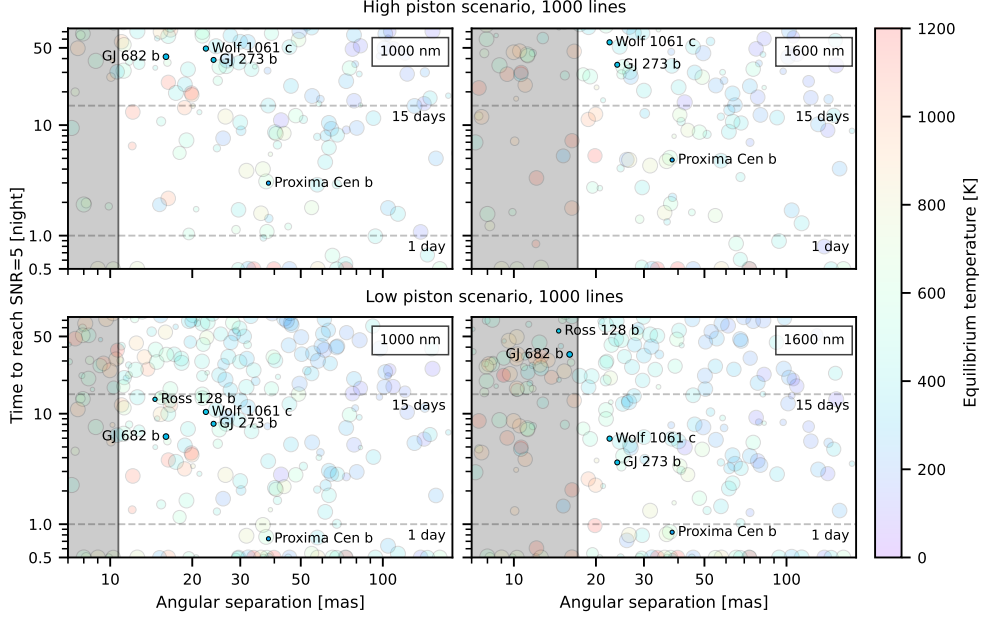 High piston scenario, 1000 lines
50
10
1.0
0.5
GJ 682 b
Wolf 1061 c
GJ 273 b
1000 nm
15 days
Proxima Cen b
1 day
Wolf 1061 c
GJ 273 b
1600 nm
15 days
Proxima Cen b
1 day
Low piston scenario, 1000 lines
50
10
1.0
0.5
1000 nm
15 days
Ross 128 b
Wolf 1061 c
GJ 273 b
GJ 682 b
Proxima Cen b
1 day
10
20
30
50
100
Angular separation [mas]
Ross 128 b
GJ 682 b
1600 nm
15 days
Wolf 1061 c
GJ 273 b
Proxima Cen b
1 day
10
20
30
50
100
Angular separation [mas]
Time to reach SNR=5 [night]
1200
1000
800
600
400
200
0
Equilibrium temperature [K]